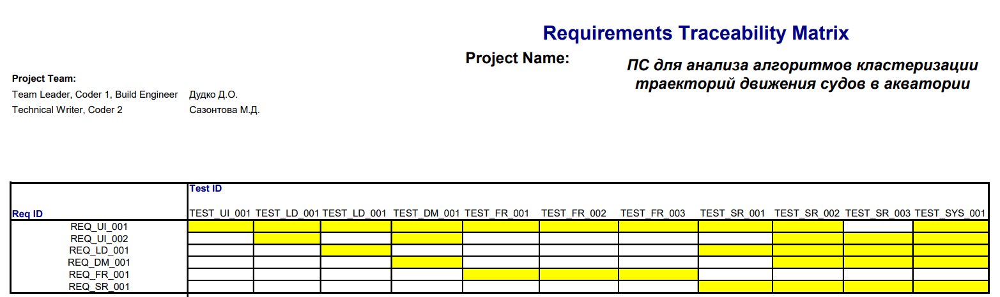 Requirements Traceability Matrix
Project Name:
ПС для анализа алгоритмов кластеризации
траекторий движения судов в акватории
Project Team:
Team Leader, Coder 1, Build Engineer Дудко Д.О.
Technical Writer, Coder 2 Сазонтова М.Д.
Test ID
Req ID TEST_UI_001 TEST_LD_001 TEST_LD_001 TEST_DM_001 TEST_FR_001 TEST_FR_002 TEST_FR_003 TEST_SR_001 TEST_SR_002 TEST_SR_003 TEST_SYS_001
REQ_UI_001
REQ_UI_002
REQ_LD_001
REQ_DM_001
REQ_FR_001
REQ_SR_001